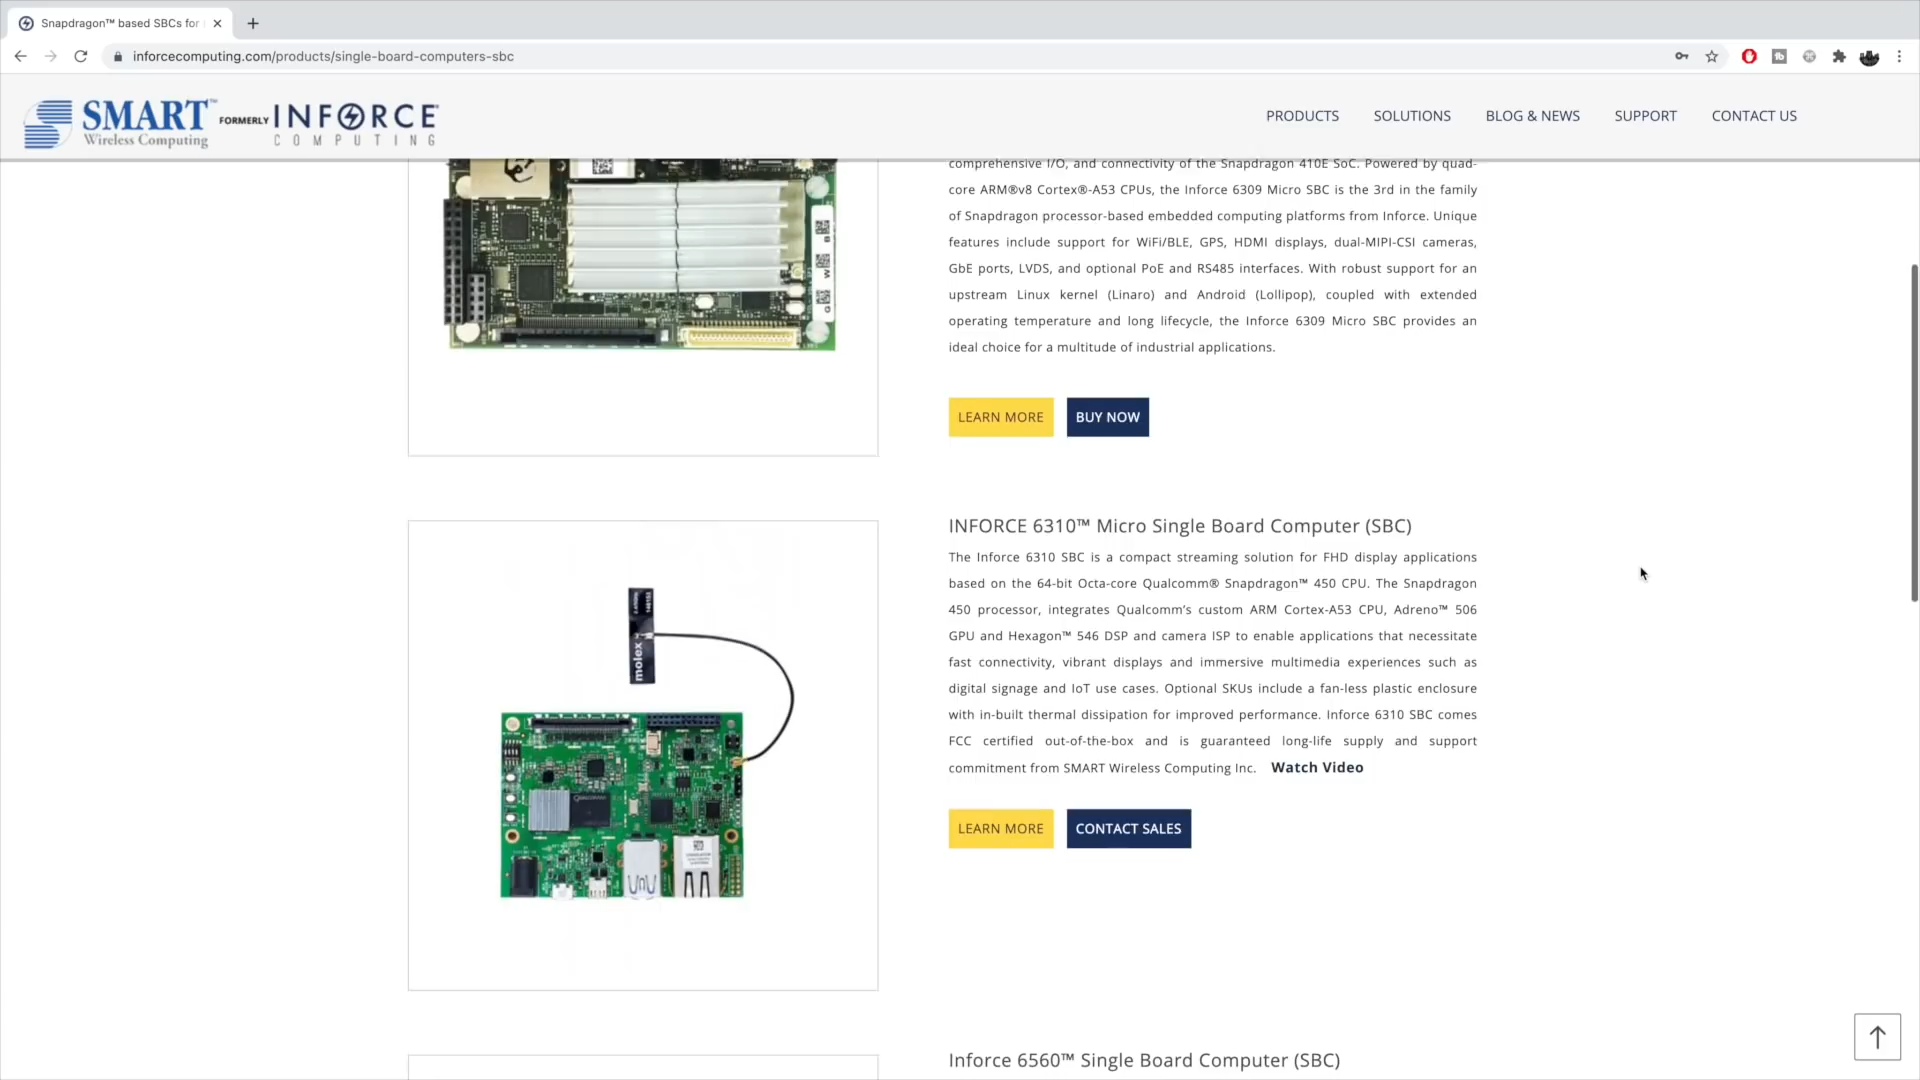 Snapdragon™ based SBCs for
inforcecomputing.com/products/single-board-computers-sbc
SMART™ FORMERLY INFORCE®
Wireless Computing COMPUTING
PRODUCTS SOLUTIONS BLOG & NEWS SUPPORT CONTACT US
comprehensive I/O, and connectivity of the Snapdragon 410E SoC. Powered by quad-
core ARM®v8 Cortex®-A53 CPUs, the Inforce 6309 Micro SBC is the 3rd in the family
of Snapdragon processor-based embedded computing platforms from Inforce. Unique
features include support for WiFi/BLE, GPS, HDMI displays, dual-MIPI-CSI cameras,
GbE ports, LVDS, and optional PoE and RS485 interfaces. With robust support for an
upstream Linux kernel (Linaro) and Android (Lollipop), coupled with extended
operating temperature and long lifecycle, the Inforce 6309 Micro SBC provides an
ideal choice for a multitude of industrial applications.
LEARN MORE BUY NOW
INFORCE 6310™ Micro Single Board Computer (SBC)
The Inforce 6310 SBC is a compact streaming solution for FHD display applications
based on the 64-bit Octa-core Qualcomm® Snapdragon™ 450 CPU. The Snapdragon
450 processor, integrates Qualcomm's custom ARM Cortex-A53 CPU, Adreno™ 506
GPU and Hexagon™ 546 DSP and camera ISP to enable applications that necessitate
fast connectivity, vibrant displays and immersive multimedia experiences such as
digital signage and IoT use cases. Optional SKUs include a fan-less plastic enclosure
with in-built thermal dissipation for improved performance. Inforce 6310 SBC comes
FCC certified out-of-the-box and is guaranteed long-life supply and support
commitment from SMART Wireless Computing Inc. Watch Video
LEARN MORE CONTACT SALES
molex
Inforce 6560™ Single Board Computer (SBC)